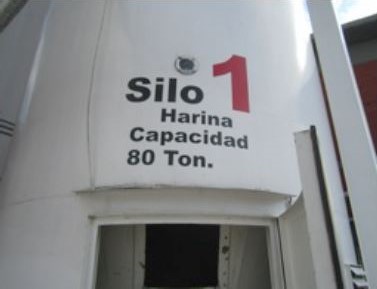 Silo 1
Harina
Capacidad
80 Ton.